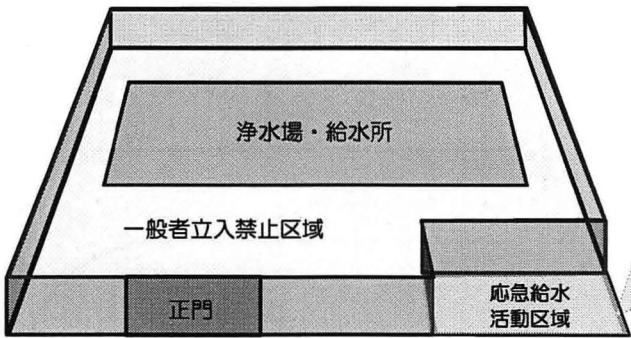 浄水場・給水所
一般者立入禁止区域
正門
応急給水
活動区域